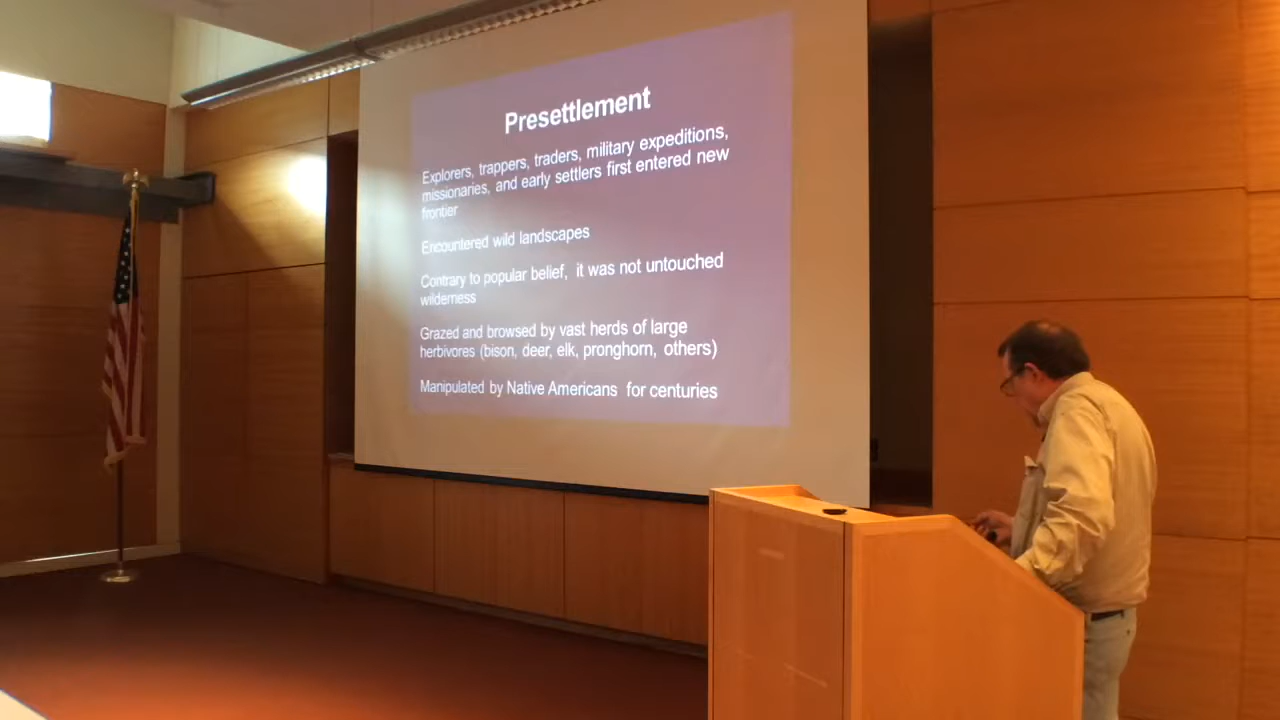 Presettlement
Explorers, trappers, traders, military expeditions,
missionaries, and early settlers first entered new
frontier
Encountered wild landscapes
Contrary to popular belief, it was not untouched
wilderness
Grazed and browsed by vast herds of large
herbivores (bison, deer, elk, pronghorn, others)
Manipulated by Native Americans for centuries